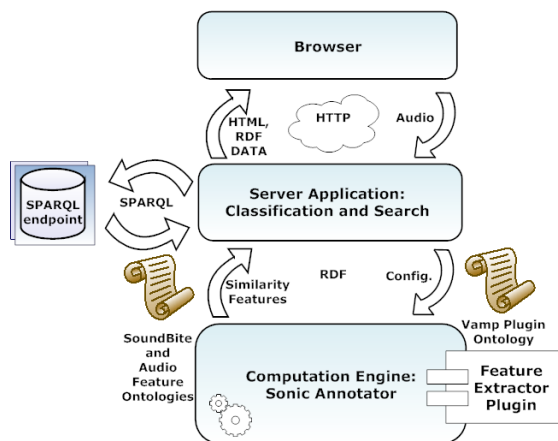 Browser
HTML,
RDF
DATA
HTTP
Audio
SPARQL
endpoint
SPARQL
Server Application:
Classification and Search
Similarity
Features
RDF
Config.
SoundBite
and
Audio
Feature
Ontologies
Vamp Plugin
Ontology
Computation Engine:
Sonic Annotator
Feature
Extractor
Plugin